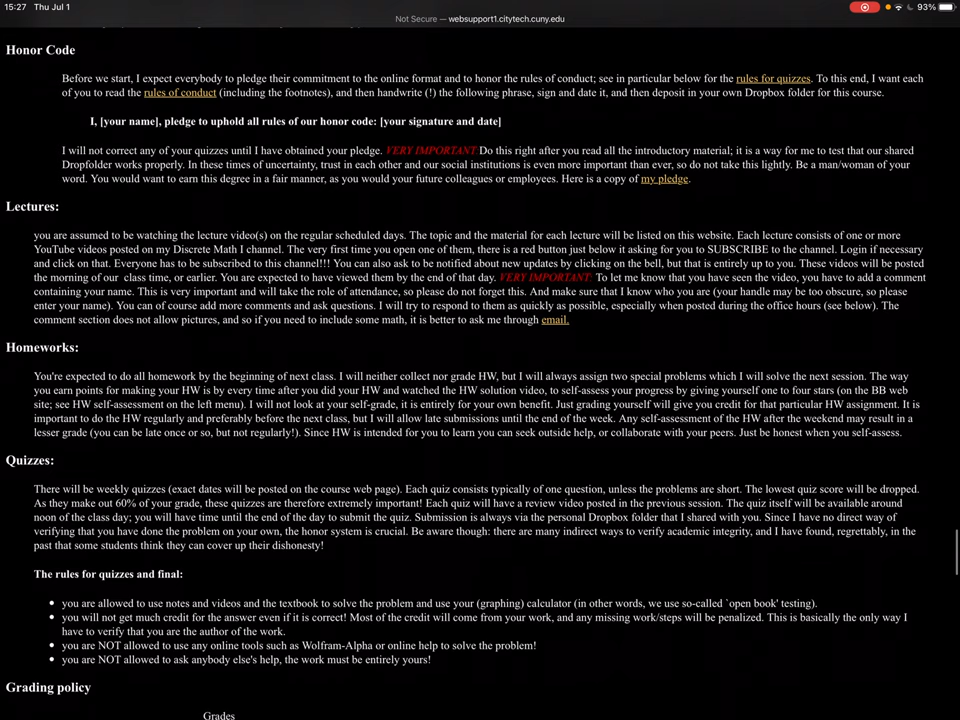 15:27 Thu Jul 1
93%
Not Secure — websupport1.citytech.cuny.edu
Honor Code
Before we start, I expect everybody to pledge their commitment to the online format and to honor the rules of conduct; see in particular below for the rules for quizzes. To this end, I want each
of you to read the rules of conduct (including the footnotes), and then handwrite (!) the following phrase, sign and date it, and then deposit in your own Dropbox folder for this course.
I, [your name], pledge to uphold all rules of our honor code: [your signature and date]
I will not correct any of your quizzes until I have obtained your pledge. VERY IMPORTANT Do this right after you read all the introductory material; it is a way for me to test that our shared
Dropfolder works properly. In these times of uncertainty, trust in each other and our social institutions is even more important than ever, so do not take this lightly. Be a man/woman of your
word. You would want to earn this degree in a fair manner, as you would your future colleagues or employees. Here is a copy of my pledge.
Lectures:
you are assumed to be watching the lecture video(s) on the regular scheduled days. The topic and the material for each lecture will be listed on this website. Each lecture consists of one or more
YouTube videos posted on my Discrete Math I channel. The very first time you open one of them, there is a red button just below it asking for you to SUBSCRIBE to the channel. Login if necessary
and click on that. Everyone has to be subscribed to this channel!!! You can also ask to be notified about new updates by clicking on the bell, but that is entirely up to you. These videos will be posted
the morning of our class time, or earlier. You are expected to have viewed them by the end of that day. VERY IMPORTANT To let me know that you have seen the video, you have to add a comment
containing your name. This is very important and will take the role of attendance, so please do not forget this. And make sure that I know who you are (your handle may be too obscure, so please
enter your name). You can of course add more comments and ask questions. I will try to respond to them as quickly as possible, especially when posted during the office hours (see below). The
comment section does not allow pictures, and so if you need to include some math, it is better to ask me through email.
Homeworks:
You're expected to do all homework by the beginning of next class. I will neither collect nor grade HW, but I will always assign two special problems which I will solve the next session. The way
you earn points for making your HW is by every time after you did your HW and watched the HW solution video, to self-assess your progress by giving yourself one to four stars (on the BB web
site; see HW self-assessment on the left menu). I will not look at your self-grade, it is entirely for your own benefit. Just grading yourself will give you credit for that particular HW assignment. It is
important to do the HW regularly and preferably before the next class, but I will allow late submissions until the end of the week. Any self-assessment of the HW after the weekend may result in a
lesser grade (you can be late once or so, but not regularly!). Since HW is intended for you to learn you can seek outside help, or collaborate with your peers. Just be honest when you self-assess.
Quizzes:
There will be weekly quizzes (exact dates will be posted on the course web page). Each quiz consists typically of one question, unless the problems are short. The lowest quiz score will be dropped.
As they make out 60% of your grade, these quizzes are therefore extremely important! Each quiz will have a review video posted in the previous session. The quiz itself will be available around
noon of the class day; you will have time until the end of the day to submit the quiz. Submission is always via the personal Dropbox folder that I shared with you. Since I have no direct way of
verifying that you have done the problem on your own, the honor system is crucial. Be aware though: there are many indirect ways to verify academic integrity, and I have found, regrettably, in the
past that some students think they can cover up their dishonesty!
The rules for quizzes and final:
you are allowed to use notes and videos and the textbook to solve the problem and use your (graphing) calculator (in other words, we use so-called `open book' testing).
you will not get much credit for the answer even if it is correct! Most of the credit will come from your work, and any missing work/steps will be penalized. This is basically the only way I
have to verify that you are the author of the work.
you are NOT allowed to use any online tools such as Wolfram-Alpha or online help to solve the problem!
you are NOT allowed to ask anybody else's help, the work must be entirely yours!
Grading policy
Grades